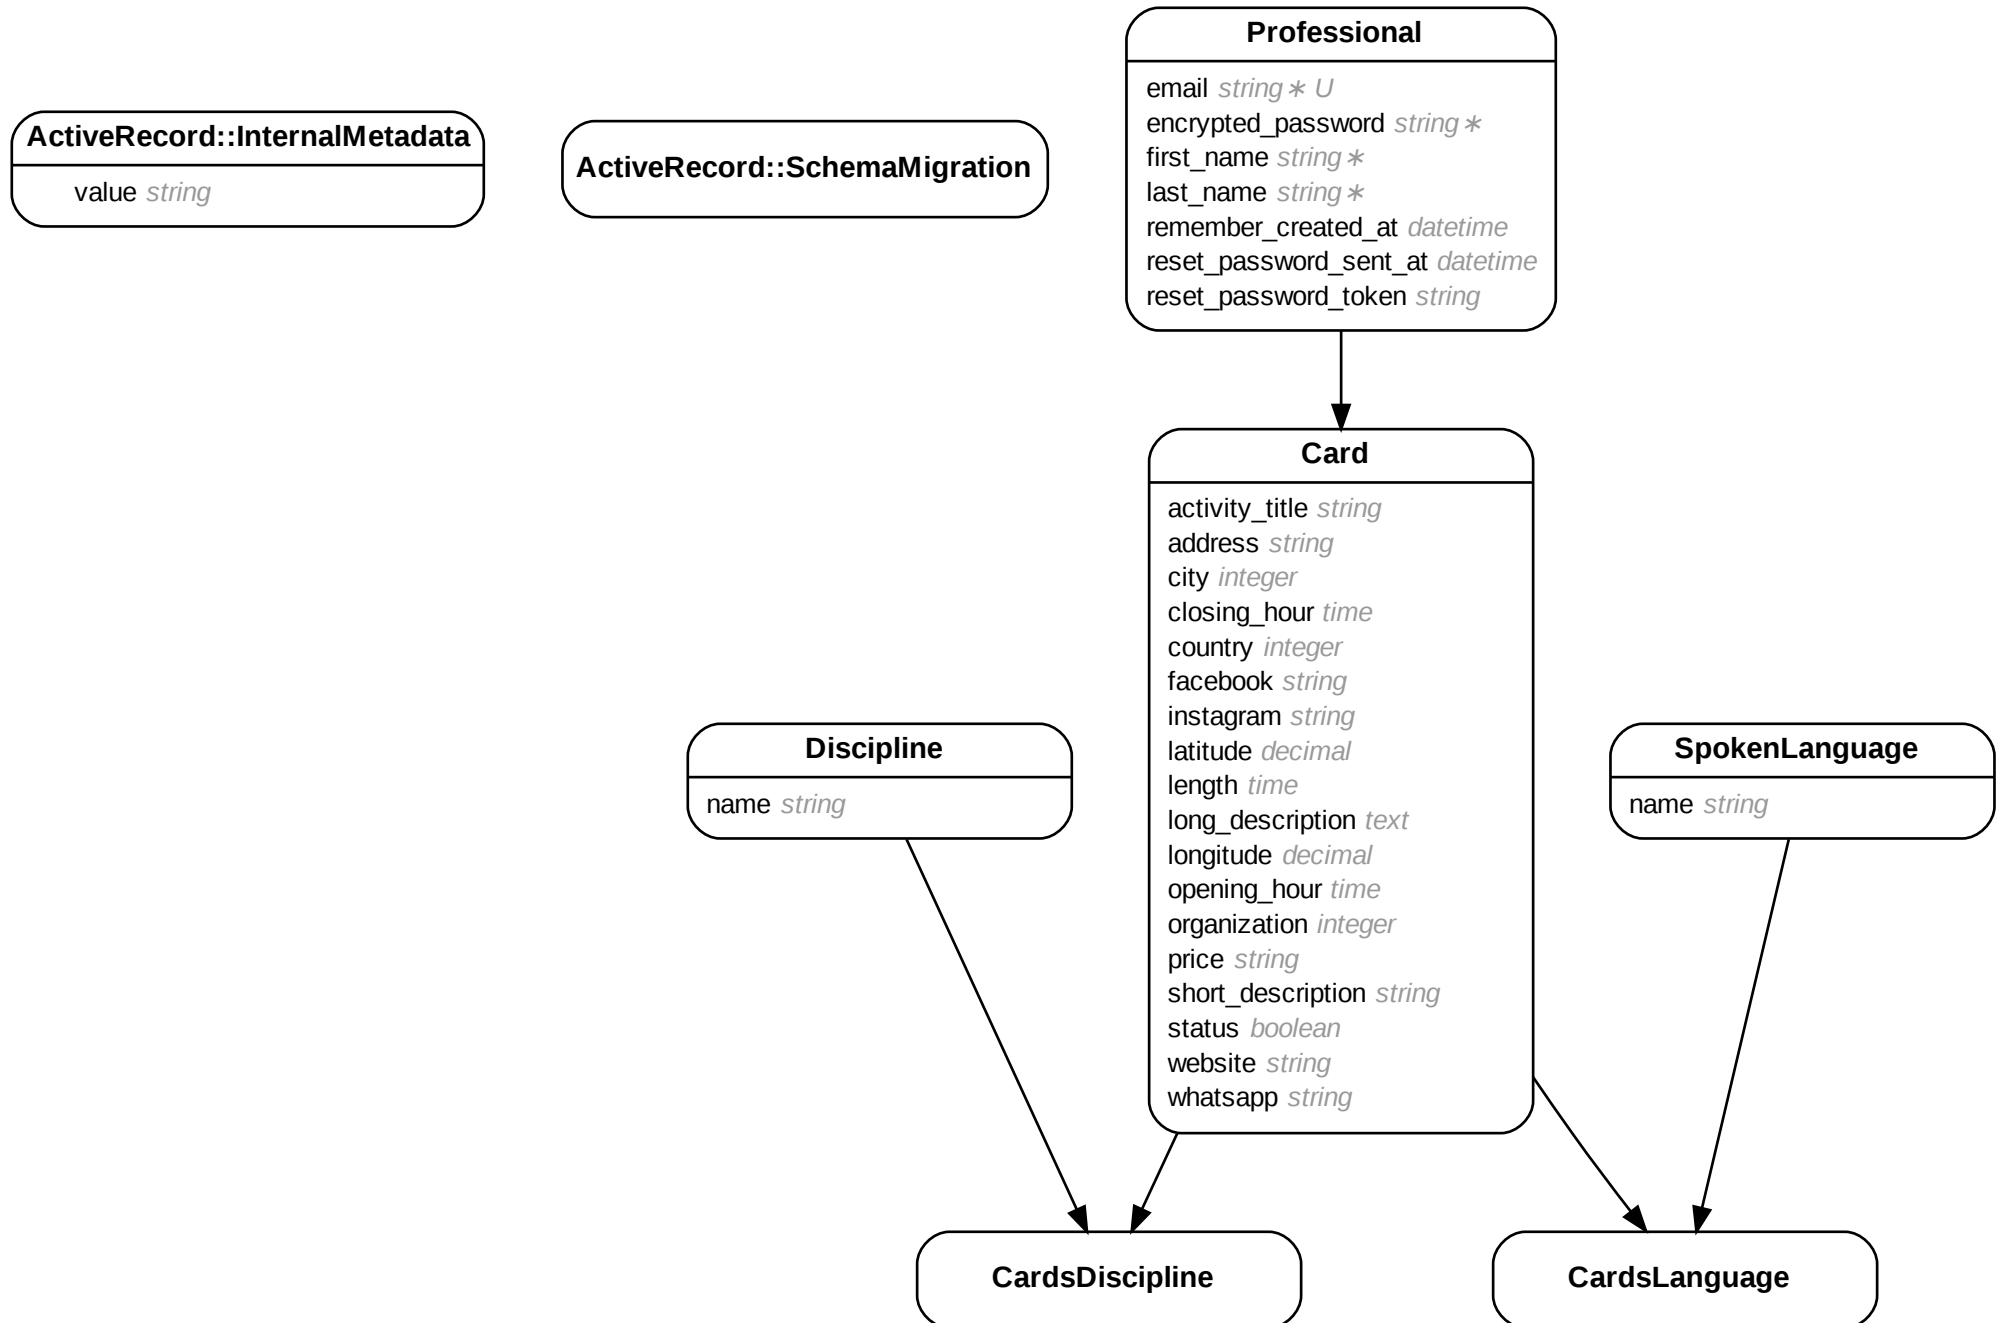 Professional
email string∗ U
encrypted_password string∗
first_name string∗
last_name string∗
remember_created_at datetime
reset_password_sent_at datetime
reset_password_token string
ActiveRecord::InternalMetadata
value string
ActiveRecord::SchemaMigration
Card
activity_title string
address string
city integer
closing_hour time
country integer
facebook string
instagram string
latitude decimal
length time
long_description text
longitude decimal
opening_hour time
organization integer
price string
short_description string
status boolean
website string
whatsapp string
Discipline
name string
SpokenLanguage
name string
CardsDiscipline
CardsLanguage